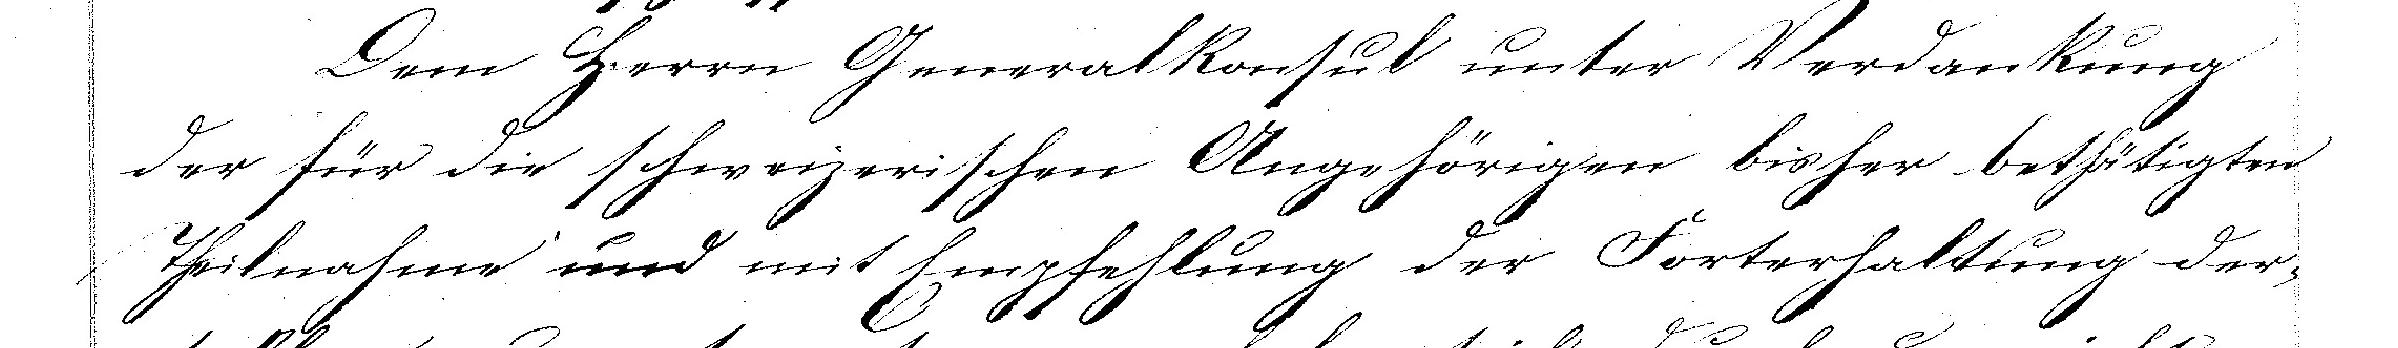 Dem Herrn Generalkonsul unter Verdankung
der für die schweizerischen Angehörigen bisher bethätigten
Theilnahme und mit Empfehlung der Forterhaltung der-